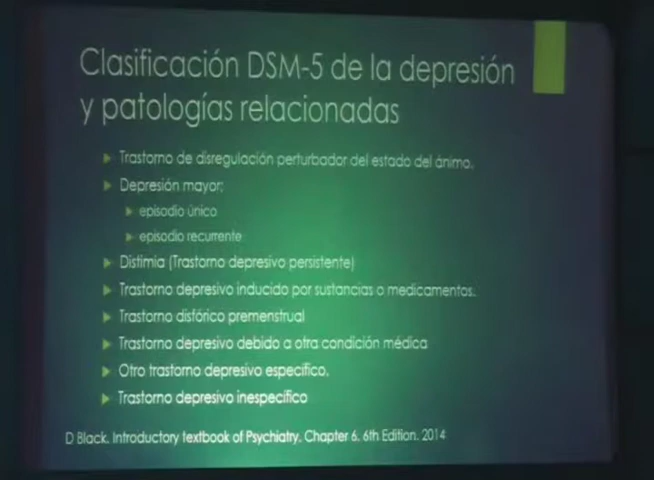 Clasificación DSM-5 de la depresión
y patologías relacionadas
Trastorno de disregulación perturbador del estado del ánimo.
Depresión mayor:
episodio único
episodio recurrente
Distimia (Trastorno depresivo persistente)
Trastorno depresivo inducido por sustancias o medicamentos.
Trastorno disfórico premenstrual
Trastorno depresivo debido a otra condición médica
Otro trastorno depresivo especifico.
Trastorno depresivo inespecífico
D Black. Introductory textbook of Psychiatry. Chapter 6. 6th Edition. 2014